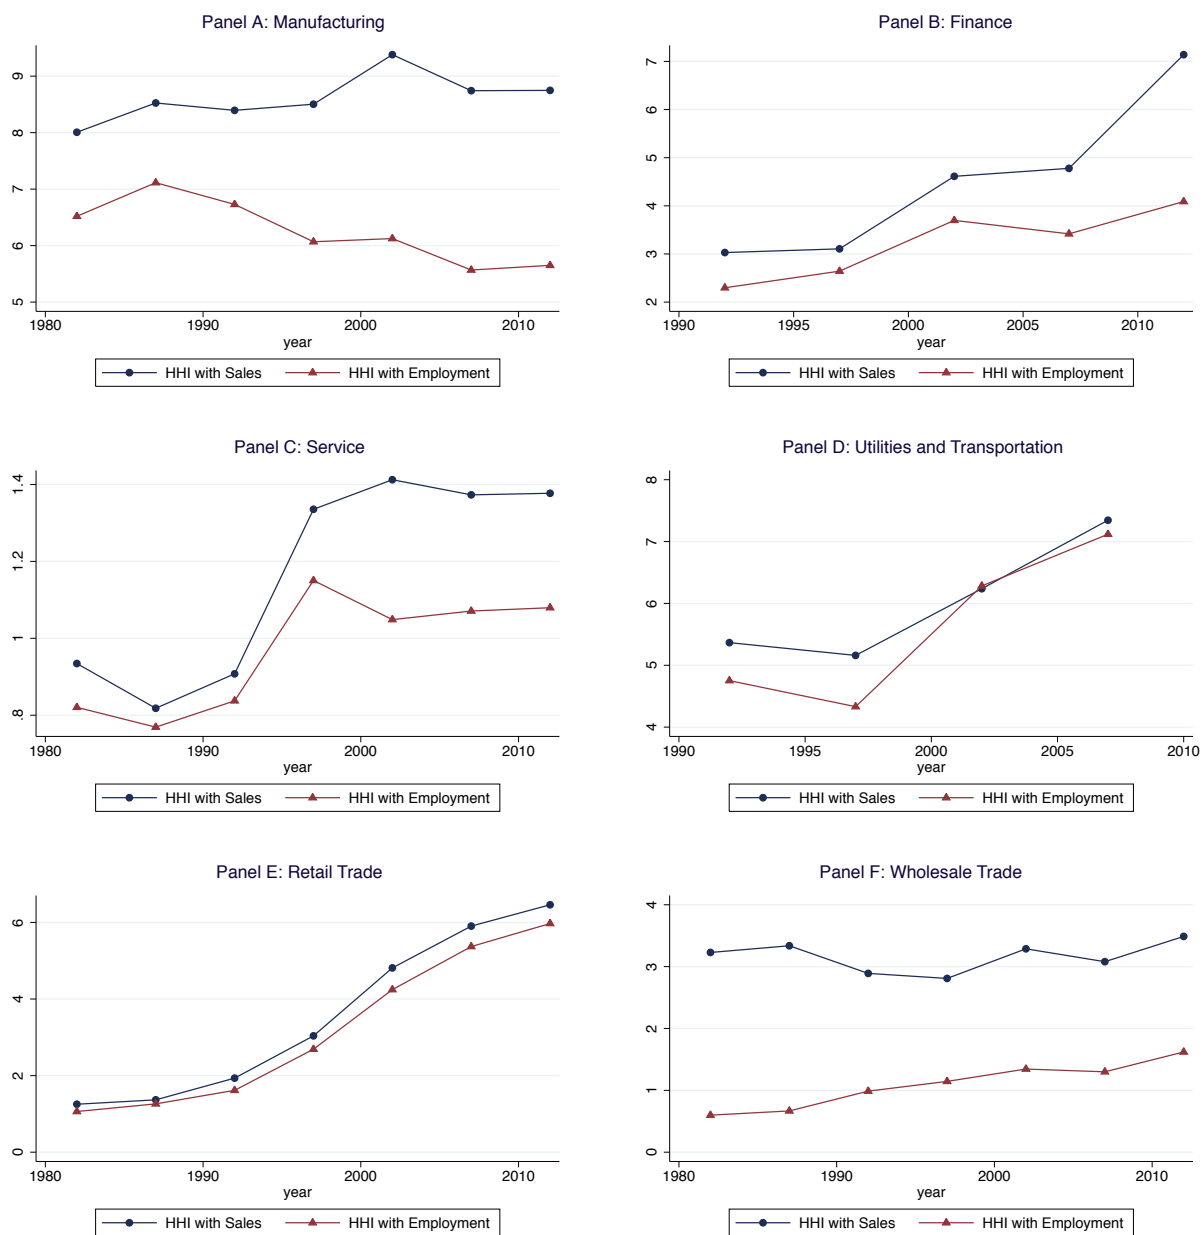 Panel A: Manufacturing
9
8
7
6
5
1980 1990 2000 2010
year
HHI with Sales HHI with Employment
Panel B: Finance
7
6
5
4
3
2
1990 1995 2000 2005 2010
year
HHI with Sales HHI with Employment
Panel C: Service
1.4
1.2
1
.8
1980 1990 2000 2010
year
HHI with Sales HHI with Employment
Panel D: Utilities and Transportation
8
7
6
5
4
1990 1995 2000 2005 2010
year
HHI with Sales HHI with Employment
Panel E: Retail Trade
6
4
2
0
1980 1990 2000 2010
year
HHI with Sales HHI with Employment
Panel F: Wholesale Trade
4
3
2
1
0
1980 1990 2000 2010
year
HHI with Sales HHI with Employment